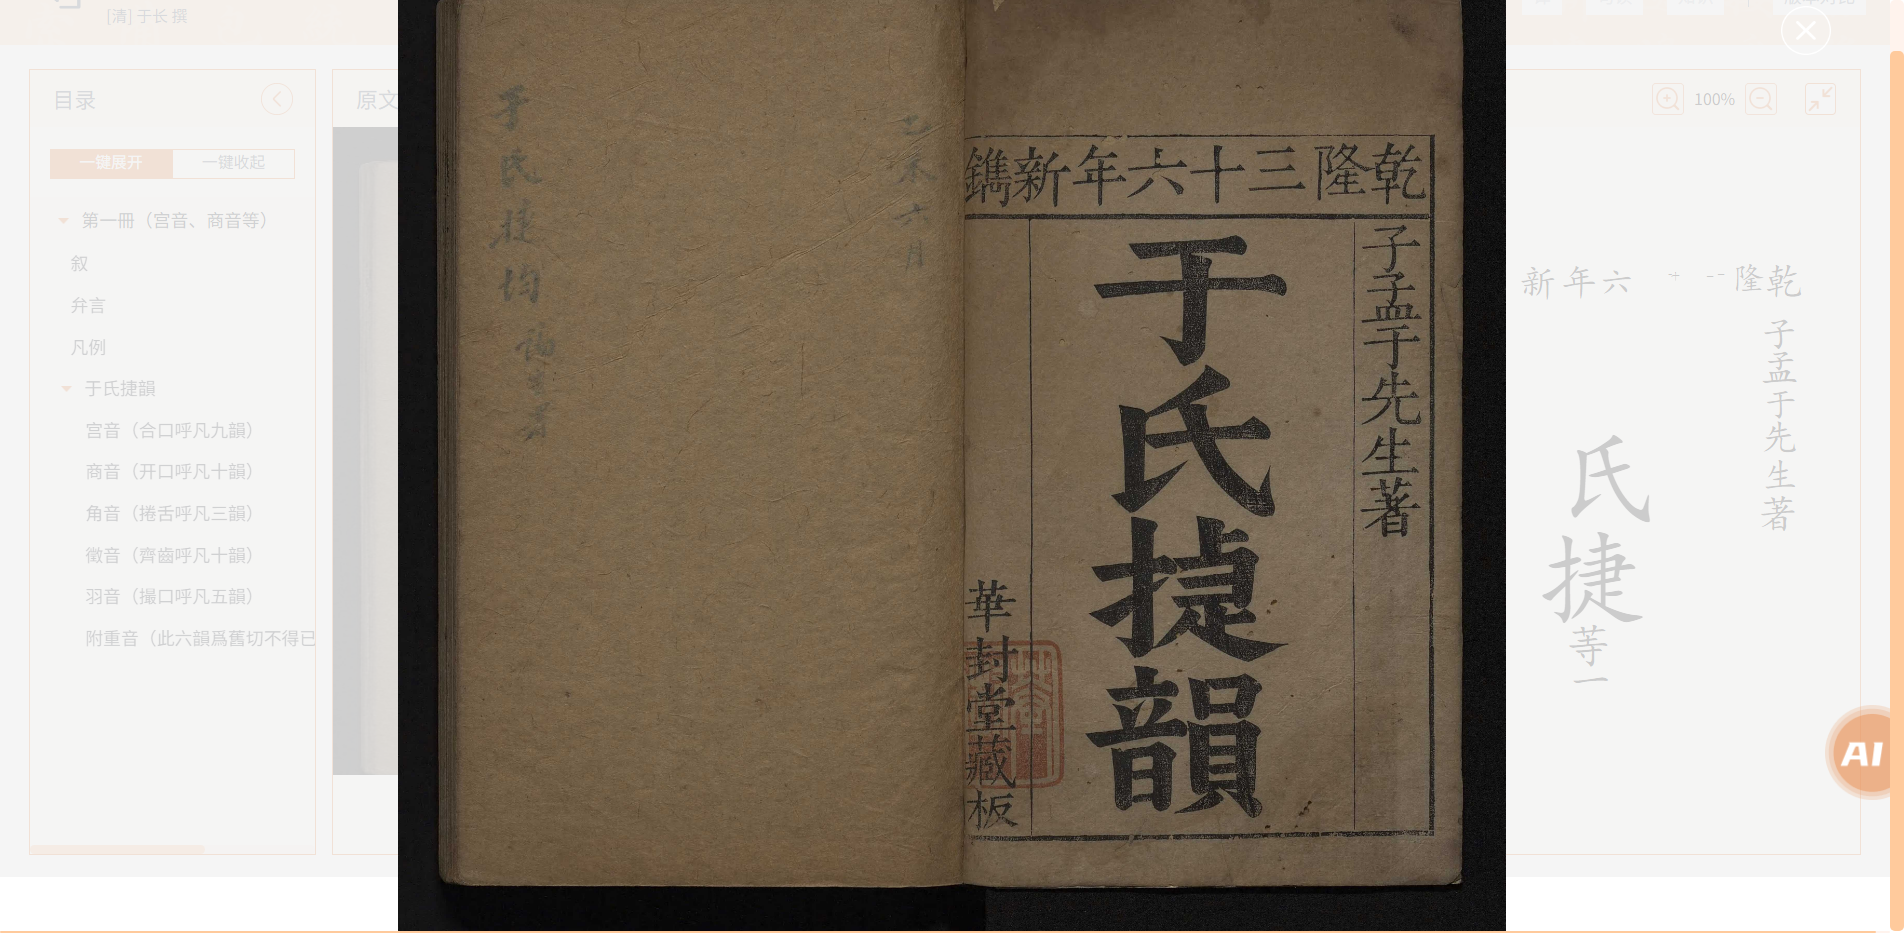 [清] 于长 撰
目录
一键展开
一键收起
第一冊（宫音、商音等）
叙
弁言
凡例
于氏捷韻
宫音（合口呼凡九韻）
商音（开口呼凡十韻）
角音（捲舌呼凡三韻）
徵音（齊齒呼凡十韻）
羽音（撮口呼凡五韻）
附重音（此六韻爲舊切不得已
原文
乾隆三十六年新鐫
子孟于先生著
于氏捷韻
華封堂藏板
六月
于氏捷韵
100%
乾隆
六年新
子孟于先生著
氏捷
等一
AI